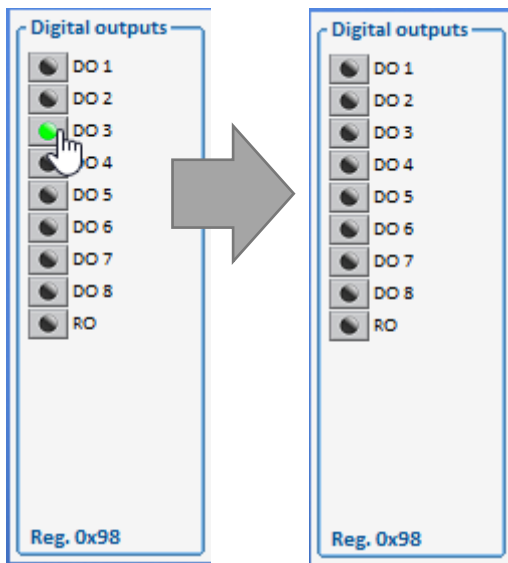 Digital outputs
DO 1
DO 2
DO 3
DO 4
DO 5
DO 6
DO 7
DO 8
RO
Reg. 0x98
Digital outputs
DO 1
DO 2
DO 3
DO 4
DO 5
DO 6
DO 7
DO 8
RO
Reg. 0x98